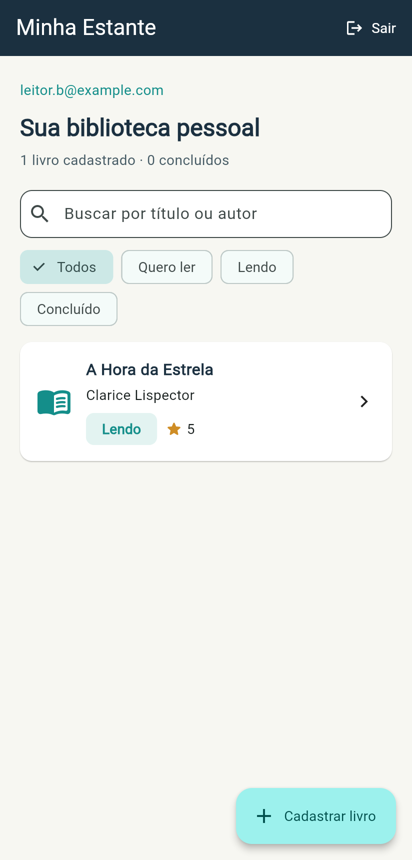 Minha Estante
Sair
leitor.b@example.com
Sua biblioteca pessoal
1 livro cadastrado · 0 concluídos
Buscar por título ou autor
Todos
Quero ler
Lendo
Concluído
A Hora da Estrela
Clarice Lispector
Lendo
5
Cadastrar livro